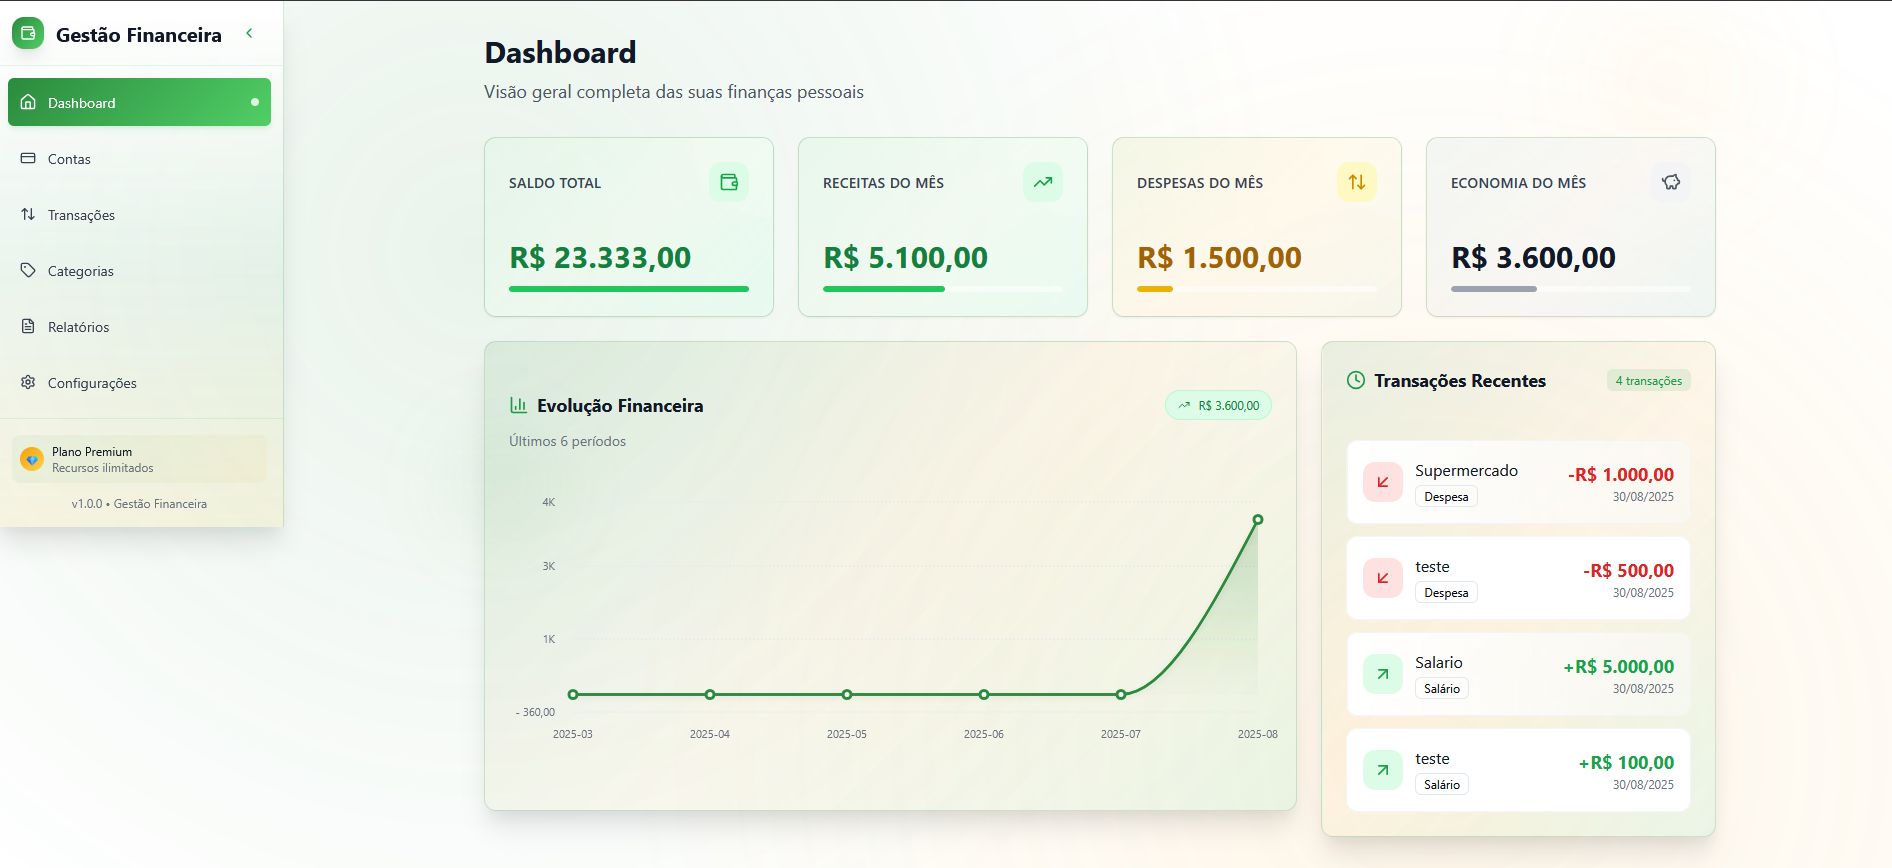 Gestão Financeira
Dashboard
Contas
Transações
Categorias
Relatórios
Configurações
Plano Premium
Recursos ilimitados
v1.0.0 • Gestão Financeira
Dashboard
Visão geral completa das suas finanças pessoais
SALDO TOTAL
R$ 23.333,00
RECEITAS DO MÊS
R$ 5.100,00
DESPESAS DO MÊS
R$ 1.500,00
ECONOMIA DO MÊS
R$ 3.600,00
Evolução Financeira
R$ 3.600,00
Últimos 6 períodos
4K
3K
1K
- 360,00
2025-03 2025-04 2025-05 2025-06 2025-07 2025-08
Transações Recentes
4 transações
Supermercado
-R$ 1.000,00
Despesa
30/08/2025
teste
-R$ 500,00
Despesa
30/08/2025
Salario
+R$ 5.000,00
Salário
30/08/2025
teste
+R$ 100,00
Salário
30/08/2025